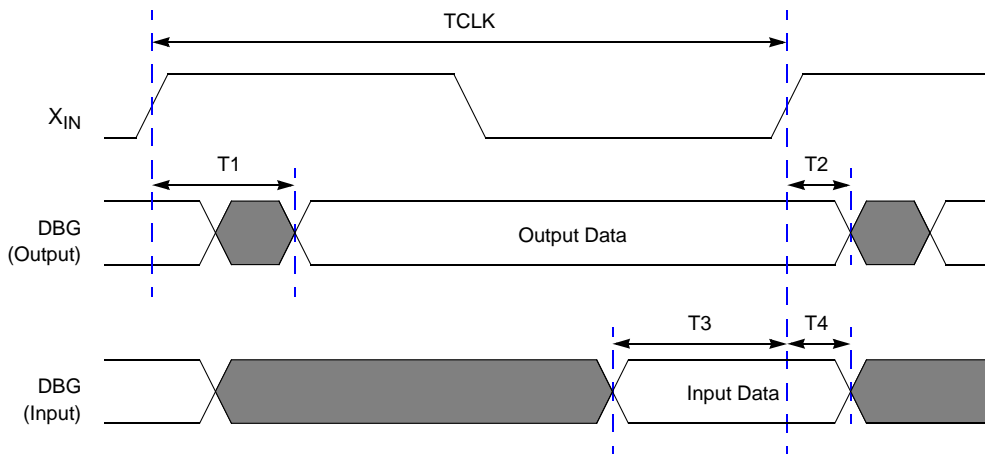 TCLK
XIN
T1
T2
DBG
(Output)
Output Data
T3
T4
DBG
(Input)
Input Data